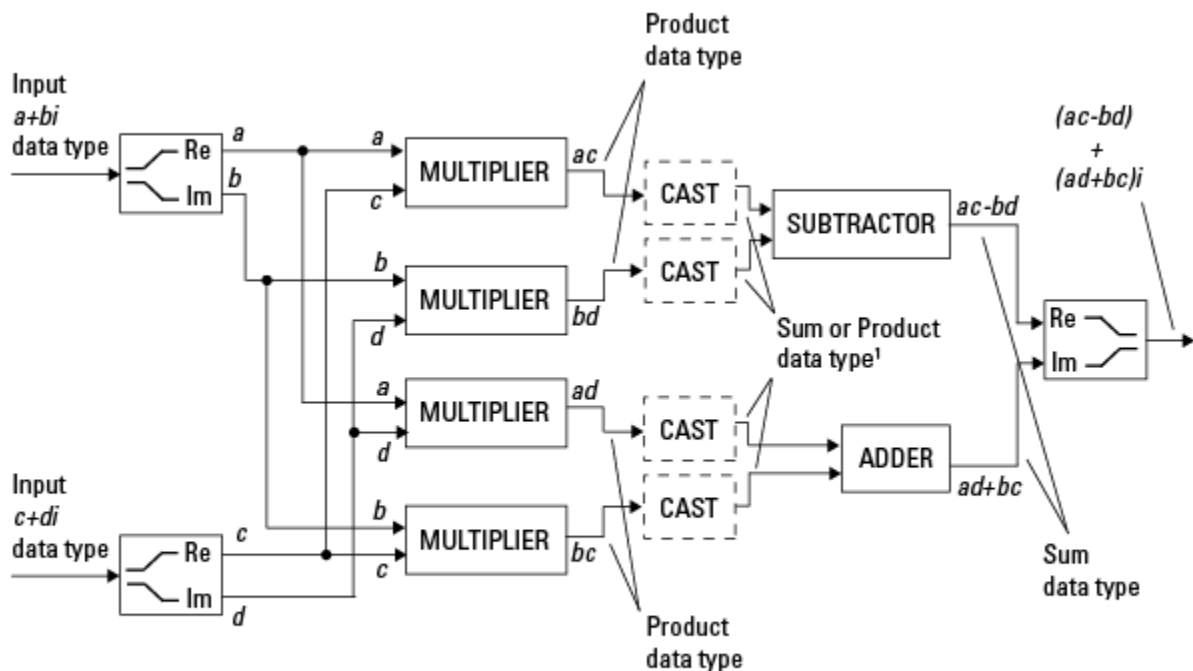 Product
data type
Input
a+bi
data type
(ac-bd)
+
(ad+bc)i
Re
Im
a
b
a
c
MULTIPLIER
ac
CAST
SUBTRACTOR
ac-bd
b
d
MULTIPLIER
bd
CAST
Sum or Product
data type¹
Re
Im
a
d
MULTIPLIER
ad
CAST
ADDER
ad+bc
Input
c+di
data type
Re
Im
c
d
b
c
MULTIPLIER
bc
CAST
Sum
data type
Product
data type